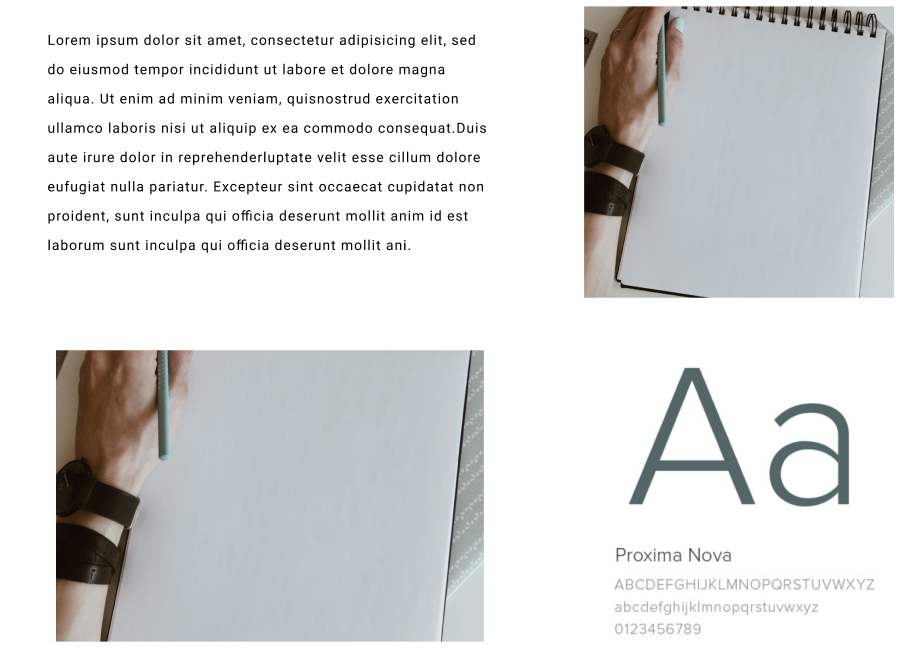 Lorem ipsum dolor sit amet, consectetur adipisicing elit, sed
do eiusmod tempor incididunt ut labore et dolore magna
aliqua. Ut enim ad minim veniam, quisnostrud exercitation
ullamco laboris nisi ut aliquip ex ea commodo consequat.Duis
aute irure dolor in reprehenderluptate velit esse cillum dolore
eufugiat nulla pariatur. Excepteur sint occaecat cupidatat non
proident, sunt inculpa qui officia deserunt mollit anim id est
laborum sunt inculpa qui officia deserunt mollit ani.
Aa
Proxima Nova
ABCDEFGHIJKLMNOPQRSTUVWXYZ
abcdefghijklmnopqrstuvwxyz
0123456789